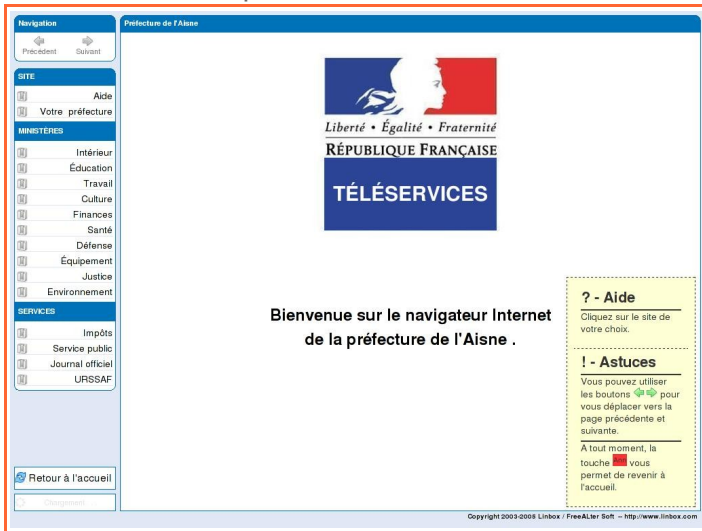 Navigation
Précédent Suivant
SITE
Aide
Votre préfecture
MINISTÈRES
Intérieur
Éducation
Travail
Culture
Finances
Santé
Défense
Équipement
Justice
Environnement
SERVICES
Impôts
Service public
Journal officiel
URSSAF
Retour à l'accueil
Chargement
Préfecture de l'Aisne
Liberté • Égalité • Fraternité
RÉPUBLIQUE FRANÇAISE
TÉLÉSERVICES
Bienvenue sur le navigateur Internet
de la préfecture de l'Aisne .
? - Aide
Cliquez sur le site de
votre choix.
! - Astuces
Vous pouvez utiliser
les boutons pour
vous déplacer vers la
page précédente et
suivante.
A tout moment, la
touche vous
permet de revenir à
l'accueil.
Copyright 2003-2005 Linbox / FreeALter Soft – http://www.linbox.com